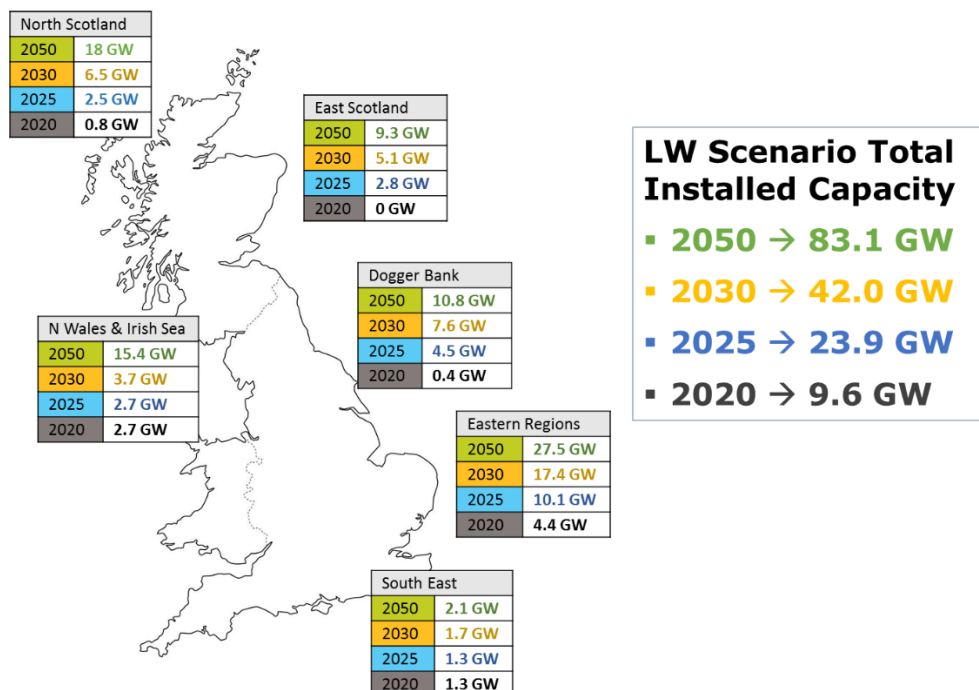 North Scotland
2050 18 GW
2030 6.5 GW
2025 2.5 GW
2020 0.8 GW
East Scotland
2050 9.3 GW
2030 5.1 GW
2025 2.8 GW
2020 0 GW
Dogger Bank
2050 10.8 GW
2030 7.6 GW
2025 4.5 GW
2020 0.4 GW
N Wales & Irish Sea
2050 15.4 GW
2030 3.7 GW
2025 2.7 GW
2020 2.7 GW
Eastern Regions
2050 27.5 GW
2030 17.4 GW
2025 10.1 GW
2020 4.4 GW
South East
2050 2.1 GW
2030 1.7 GW
2025 1.3 GW
2020 1.3 GW
LW Scenario Total
Installed Capacity
▪ 2050 → 83.1 GW
▪ 2030 → 42.0 GW
▪ 2025 → 23.9 GW
▪ 2020 → 9.6 GW